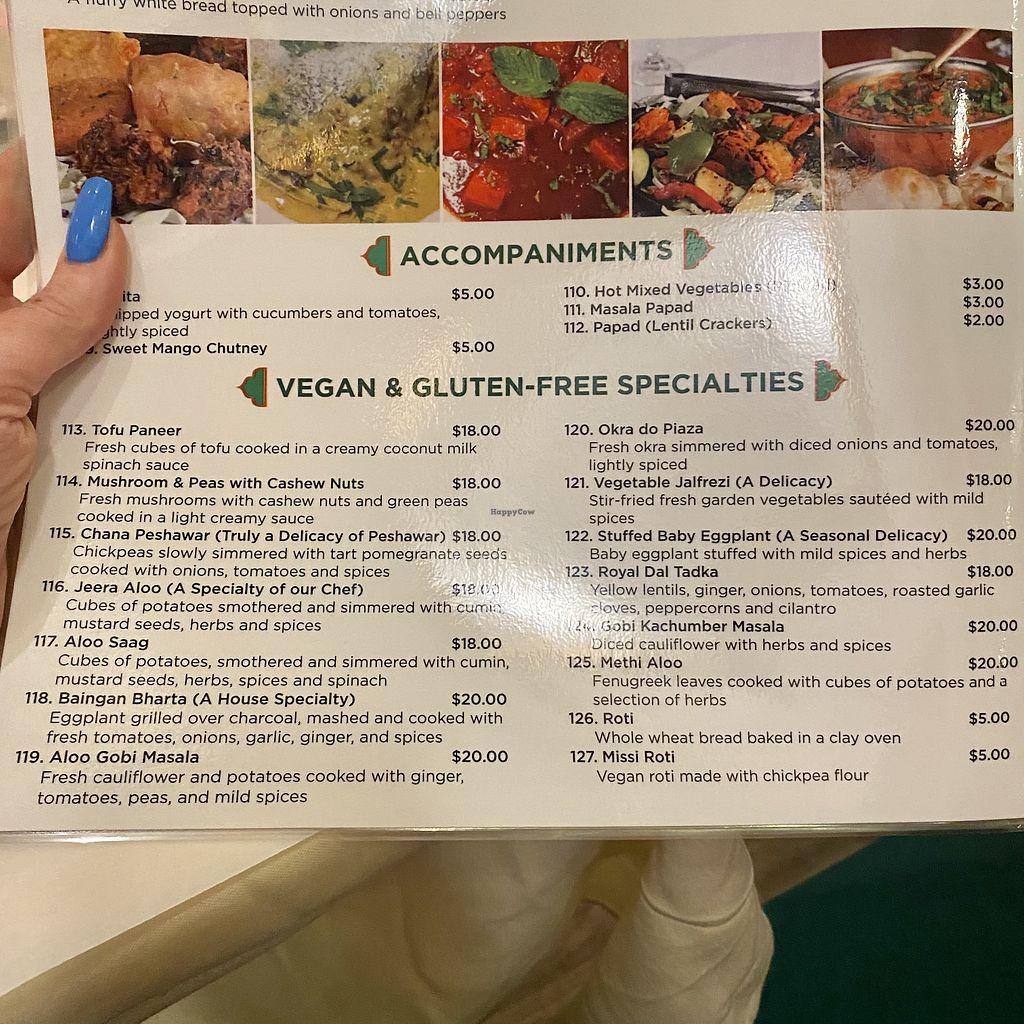 A fluffy white bread topped with onions and bell peppers
ACCOMPANIMENTS
$5.00
yogurt with cucumbers and tomatoes,
spiced
Sweet Mango Chutney $5.00
110. Hot Mixed Vegetables $3.00
111. Masala Papad $3.00
112. Papad (Lentil Crackers) $2.00
VEGAN & GLUTEN-FREE SPECIALTIES
113. Tofu Paneer $18.00
Fresh cubes of tofu cooked in a creamy coconut milk
spinach sauce
114. Mushroom & Peas with Cashew Nuts $18.00
Fresh mushrooms with cashew nuts and green peas
cooked in a light creamy sauce
115. Chana Peshawar (Truly a Delicacy of Peshawar) $18.00
Chickpeas slowly simmered with tart pomegranate seeds
cooked with onions, tomatoes and spices
116. Jeera Aloo (A Specialty of our Chef) $18.00
Cubes of potatoes smothered and simmered with cumin,
mustard seeds, herbs and spices
117. Aloo Saag $18.00
Cubes of potatoes, smothered and simmered with cumin,
mustard seeds, herbs, spices and spinach
118. Baingan Bharta (A House Specialty) $20.00
Eggplant grilled over charcoal, mashed and cooked with
fresh tomatoes, onions, garlic, ginger, and spices
119. Aloo Gobi Masala $20.00
Fresh cauliflower and potatoes cooked with ginger,
tomatoes, peas, and mild spices
120. Okra do Piaza $20.00
Fresh okra simmered with diced onions and tomatoes,
lightly spiced
121. Vegetable Jalfrezi (A Delicacy) $18.00
Stir-fried fresh garden vegetables sautéed with mild
spices
122. Stuffed Baby Eggplant (A Seasonal Delicacy) $20.00
Baby eggplant stuffed with mild spices and herbs
123. Royal Dal Tadka $18.00
Yellow lentils, ginger, onions, tomatoes, roasted garlic
cloves, peppercorns and cilantro
124. Gobi Kachumber Masala $20.00
Diced cauliflower with herbs and spices
125. Methi Aloo $20.00
Fenugreek leaves cooked with cubes of potatoes and a
selection of herbs
126. Roti $5.00
Whole wheat bread baked in a clay oven
127. Missi Roti $5.00
Vegan roti made with chickpea flour
HappyCow